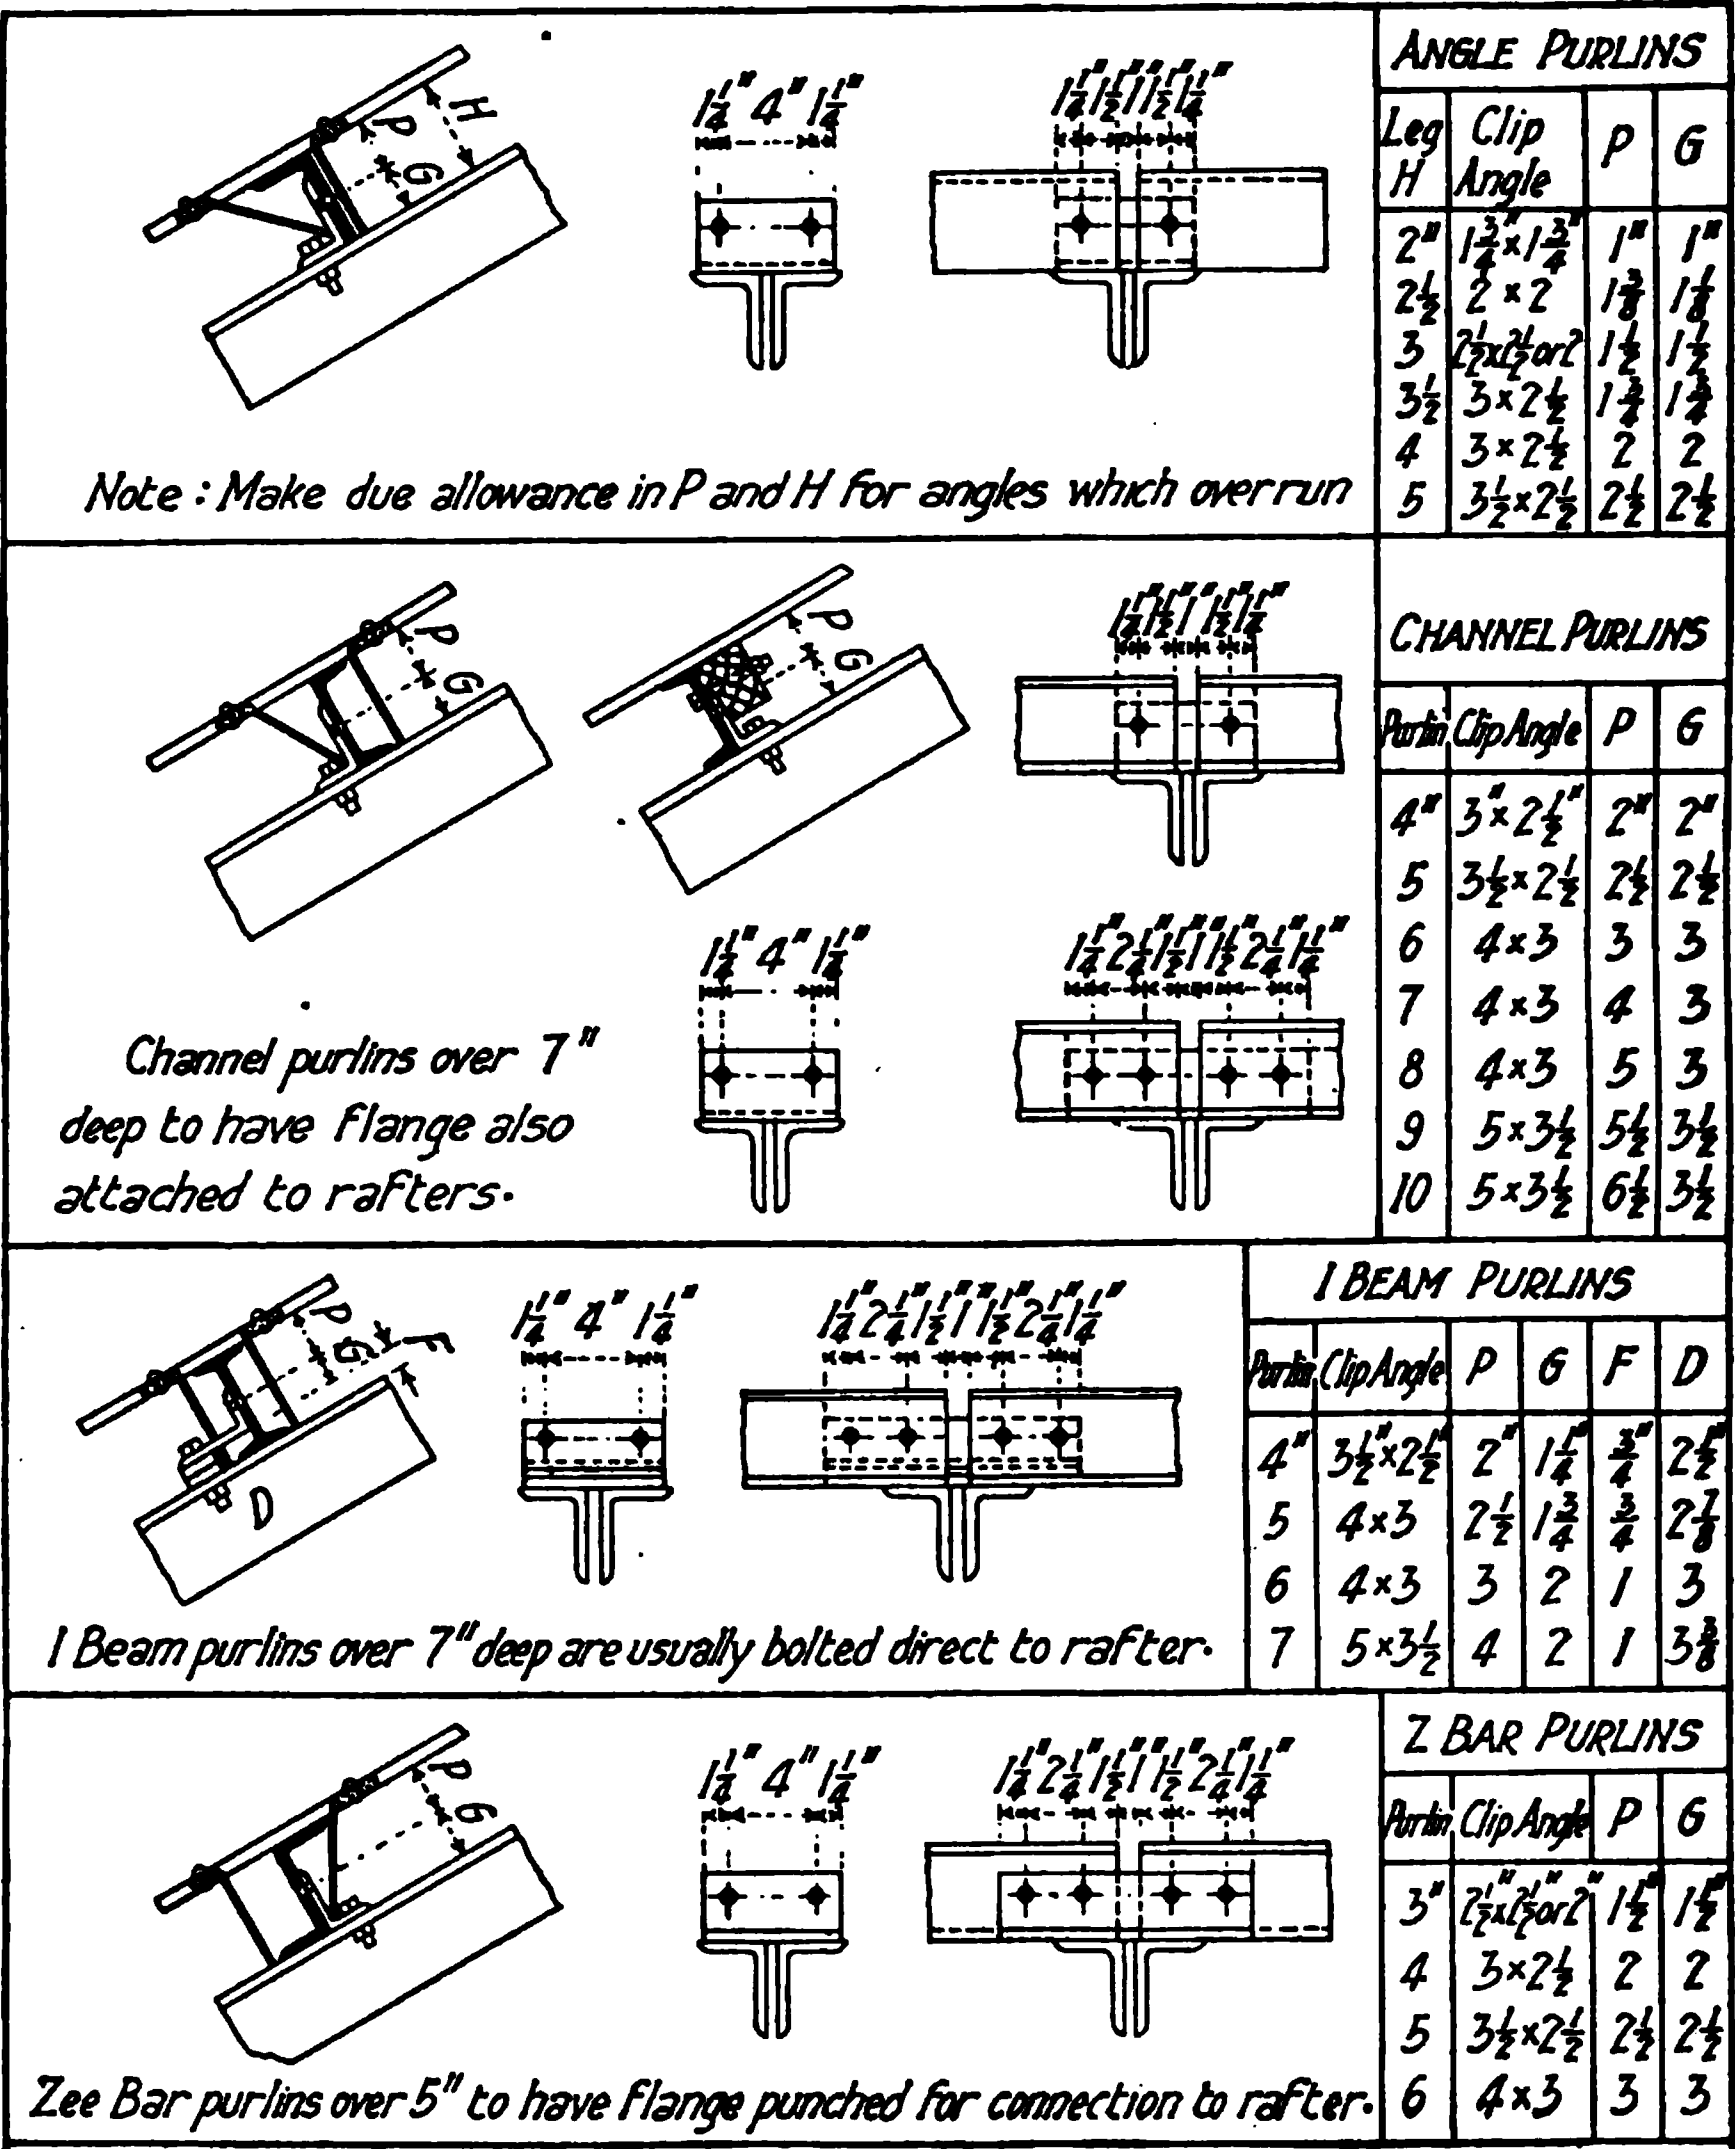 1¼" 4" 1¼"
1¼" 1½" 1" 1½" 1¼"
H
P
G
Note: Make due allowance in P and H for angles which overrun
ANGLE PURLINS
Leg H Clip Angle P G
2" 1¾"×1¾" 1" 1"
2½ 2×2 1⅜ 1⅛
3 2½×2½ or 2 1½ 1½
3½ 3×2½ 1¾ 1¾
4 3×2½ 2 2
5 3½×2½ 2½ 2½
P
G
P
G
1¼" 1½" 1" 1½" 1¼"
1¼" 4" 1¼"
1¼" 2¼" 1½" 1" 1½" 2¼" 1¼"
Channel purlins over 7"
deep to have flange also
attached to rafters.
CHANNEL PURLINS
Purlin Clip Angle P G
4" 3"×2½" 2" 2"
5 3½×2½ 2½ 2½
6 4×3 3 3
7 4×3 4 3
8 4×3 5 3
9 5×3½ 5½ 3½
10 5×3½ 6½ 3½
P
G
F
D
1¼" 4" 1¼"
1¼" 2¼" 1½" 1" 1½" 2¼" 1¼"
I Beam purlins over 7" deep are usually bolted direct to rafter.
I BEAM PURLINS
Purlin Clip Angle P G F D
4" 3½"×2½" 2" 1¼" ¾" 2½"
5 4×3 2½ 1¾ ¾ 2⅞
6 4×3 3 2 1 3
7 5×3½ 4 2 1 3⅜
P
G
1¼" 4" 1¼"
1¼" 2¼" 1½" 1" 1½" 2¼" 1¼"
Zee Bar purlins over 5" to have flange punched for connection to rafter.
Z BAR PURLINS
Purlin Clip Angle P G
3" 2½"×2½" or 2" 1½" 1½"
4 3×2½ 2 2
5 3½×2½ 2½ 2½
6 4×3 3 3